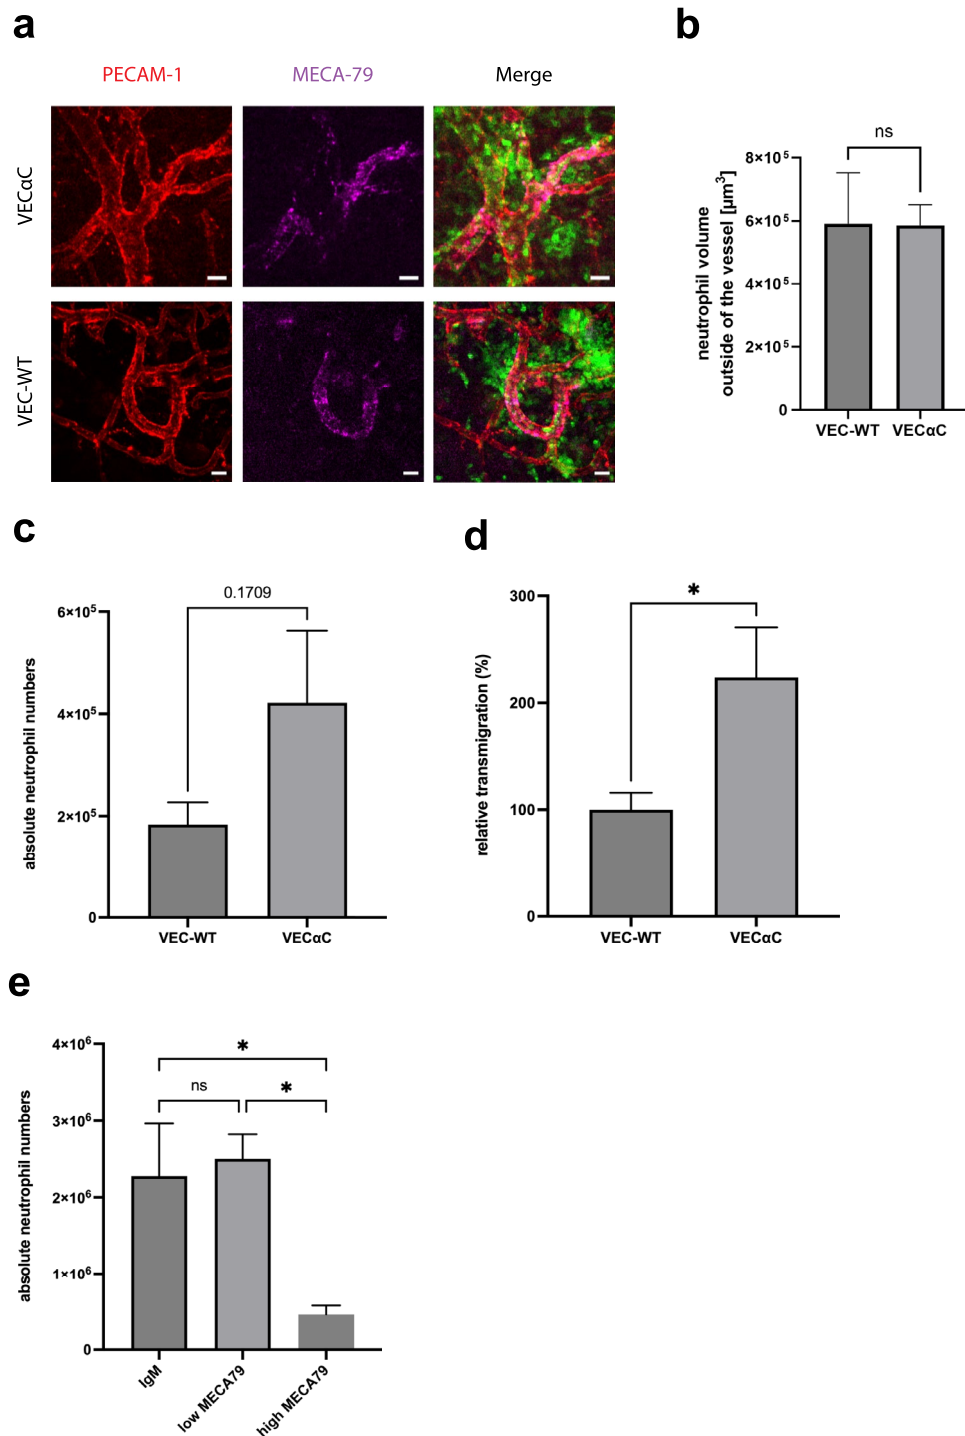 a
PECAM-1
MECA-79
Merge
VECαC
VEC-WT
b
ns
8×10⁵
6×10⁵
4×10⁵
2×10⁵
0
neutrophil volume
outside of the vessel [µm³]
VEC-WT
VECαC
c
0.1709
6×10⁵
4×10⁵
2×10⁵
0
absolute neutrophil numbers
VEC-WT
VECαC
d
*
300
200
100
0
relative transmigration (%)
VEC-WT
VECαC
e
*
ns
*
4×10⁶
3×10⁶
2×10⁶
1×10⁶
0
absolute neutrophil numbers
IgM
low MECA79
high MECA79